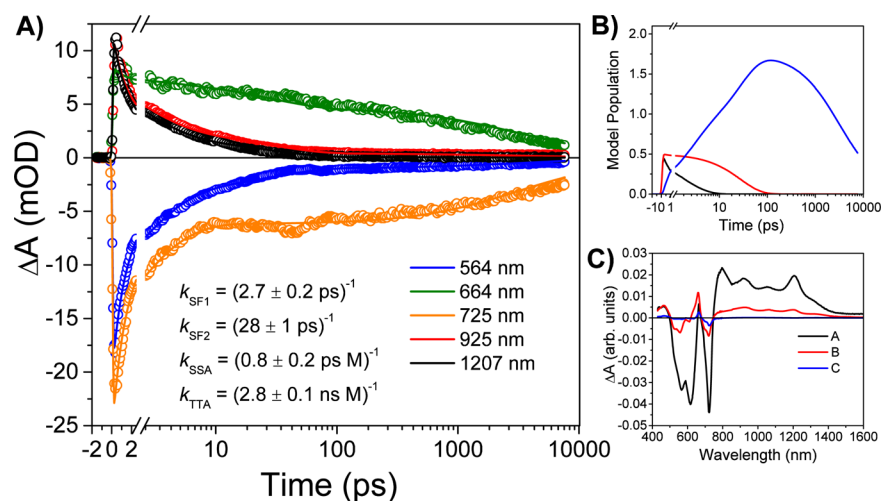 A)
ΔA (mOD)
10
5
0
-5
-10
-15
-20
-25
-2 0 2 10 100 1000 10000
Time (ps)
kSF1 = (2.7 ± 0.2 ps)⁻¹
kSF2 = (28 ± 1 ps)⁻¹
kSSA = (0.8 ± 0.2 ps M)⁻¹
kTTA = (2.8 ± 0.1 ns M)⁻¹
564 nm
664 nm
725 nm
925 nm
1207 nm
B)
Model Population
2.0
1.5
1.0
0.5
0.0
-1 0 1 10 100 1000 10000
Time (ps)
C)
ΔA (arb. units)
0.04
0.03
0.02
0.01
0.00
-0.01
-0.02
-0.03
-0.04
-0.05
A
B
C
400 600 800 1000 1200 1400 1600
Wavelength (nm)